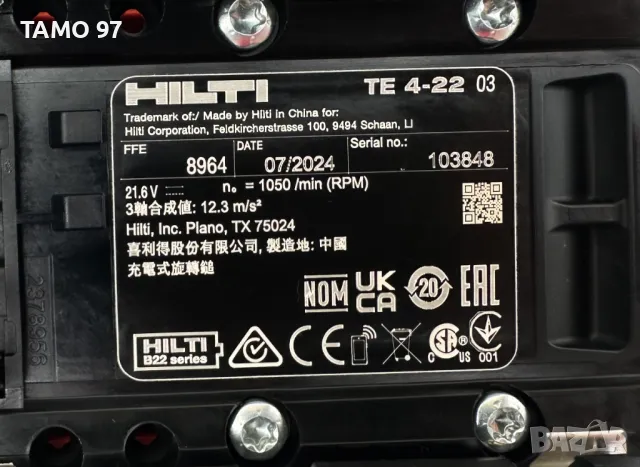 TAMO 97
HILTI TE 4-22 03
Trademark of:/ Made by Hilti in China for:
Hilti Corporation, Feldkircherstrasse 100, 9494 Schaan, LI
FFE DATE Serial no.:
8964 07/2024 103848
21.6 V n₀ = 1050 /min (RPM)
3軸合成値: 12.3 m/s²
Hilti, Inc. Plano, TX 75024
喜利得股份有限公司, 製造地: 中國
充電式旋轉鎚
NOM UK CA 20 EAC
HILTI
B22 series
CE
C SA US
001
BAZAR